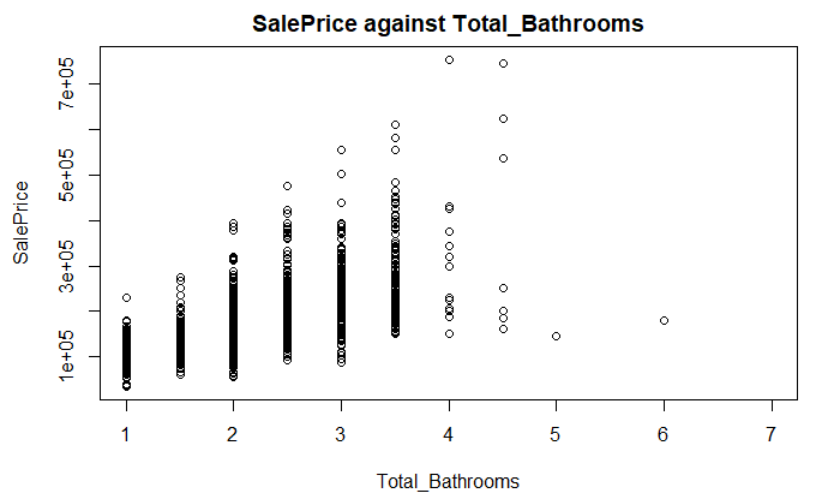 SalePrice against Total_Bathrooms
SalePrice
7e+05
5e+05
3e+05
1e+05
1 2 3 4 5 6 7
Total_Bathrooms